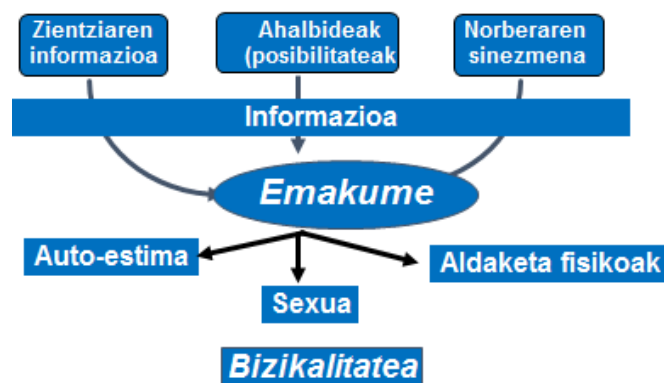 Zientziaren
informazioa
Ahalbideak
(posibilitateak
Norberaren
sinezmena
Informazioa
Emakume
Auto-estima
Aldaketa fisikoak
Sexua
Bizikalitatea